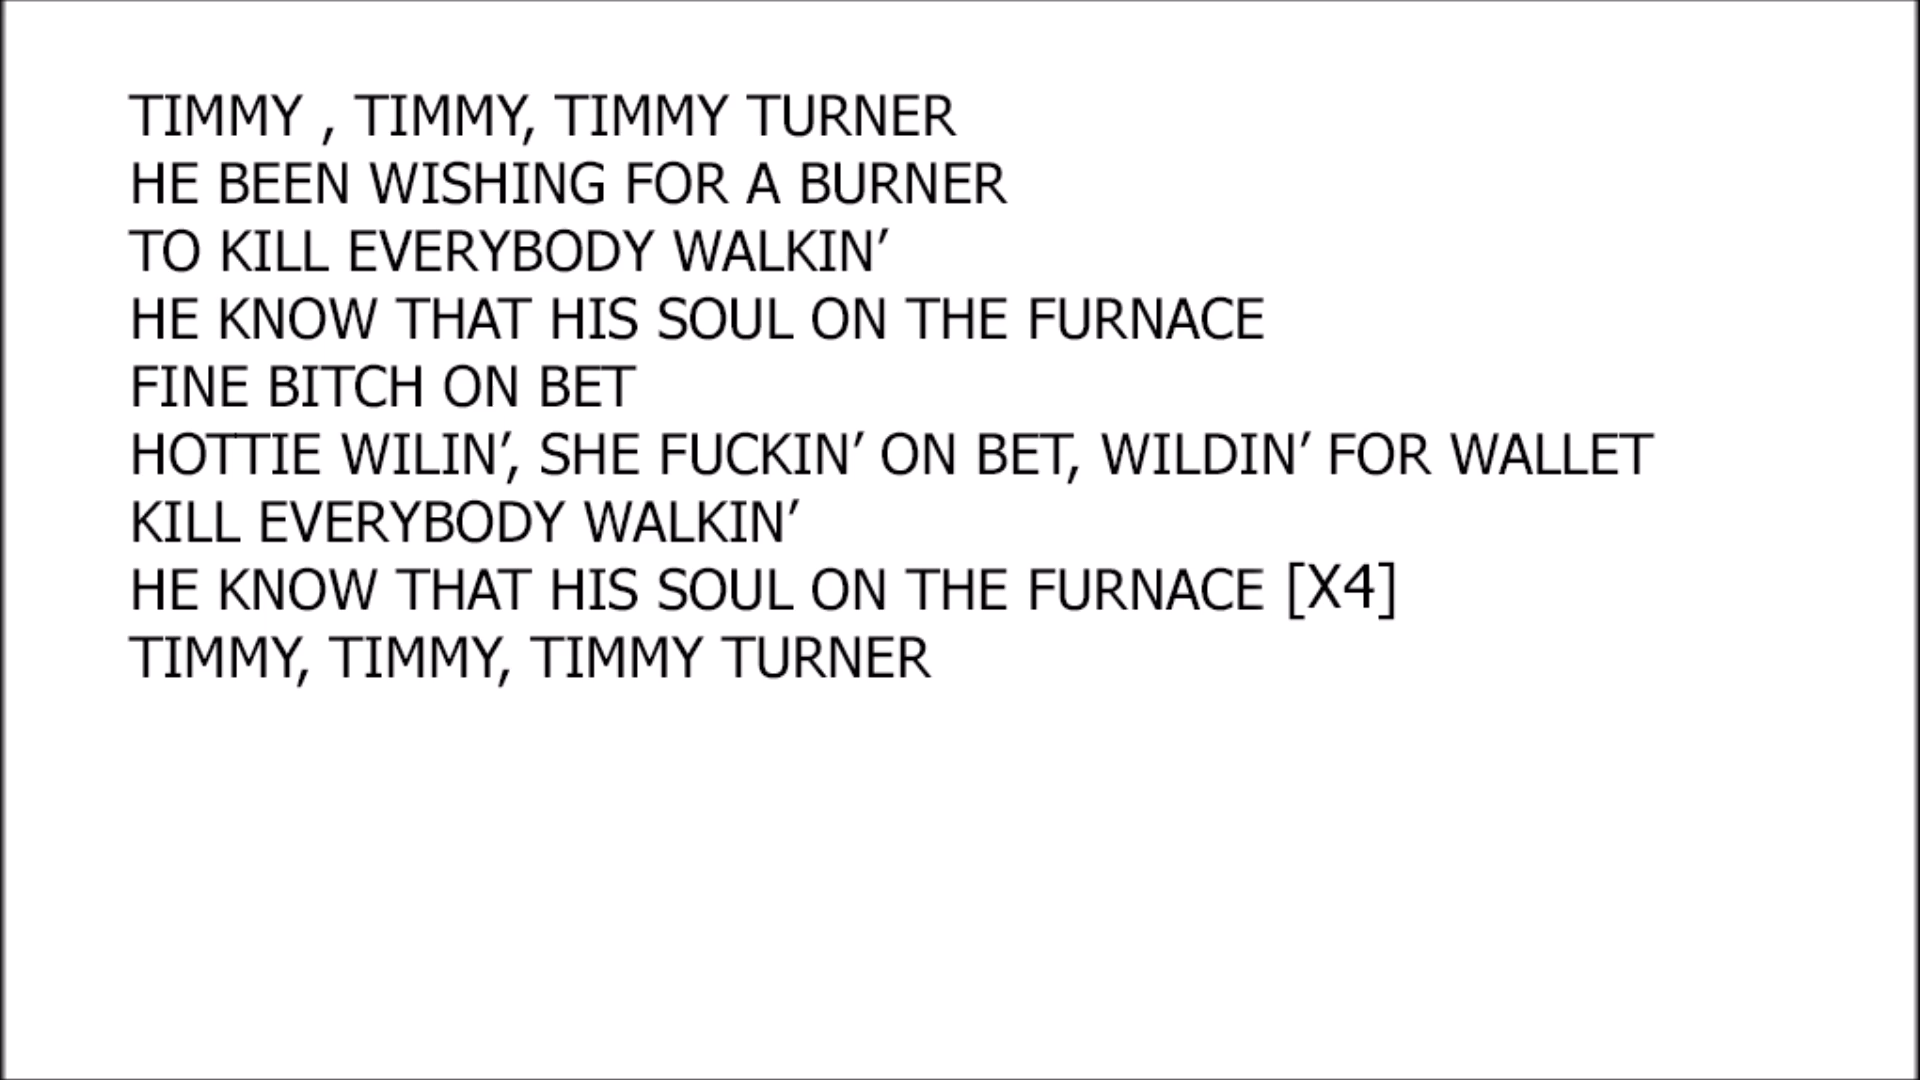 TIMMY , TIMMY, TIMMY TURNER
HE BEEN WISHING FOR A BURNER
TO KILL EVERYBODY WALKIN’
HE KNOW THAT HIS SOUL ON THE FURNACE
FINE BITCH ON BET
HOTTIE WILIN’, SHE FUCKIN’ ON BET, WILDIN’ FOR WALLET
KILL EVERYBODY WALKIN’
HE KNOW THAT HIS SOUL ON THE FURNACE [X4]
TIMMY, TIMMY, TIMMY TURNER